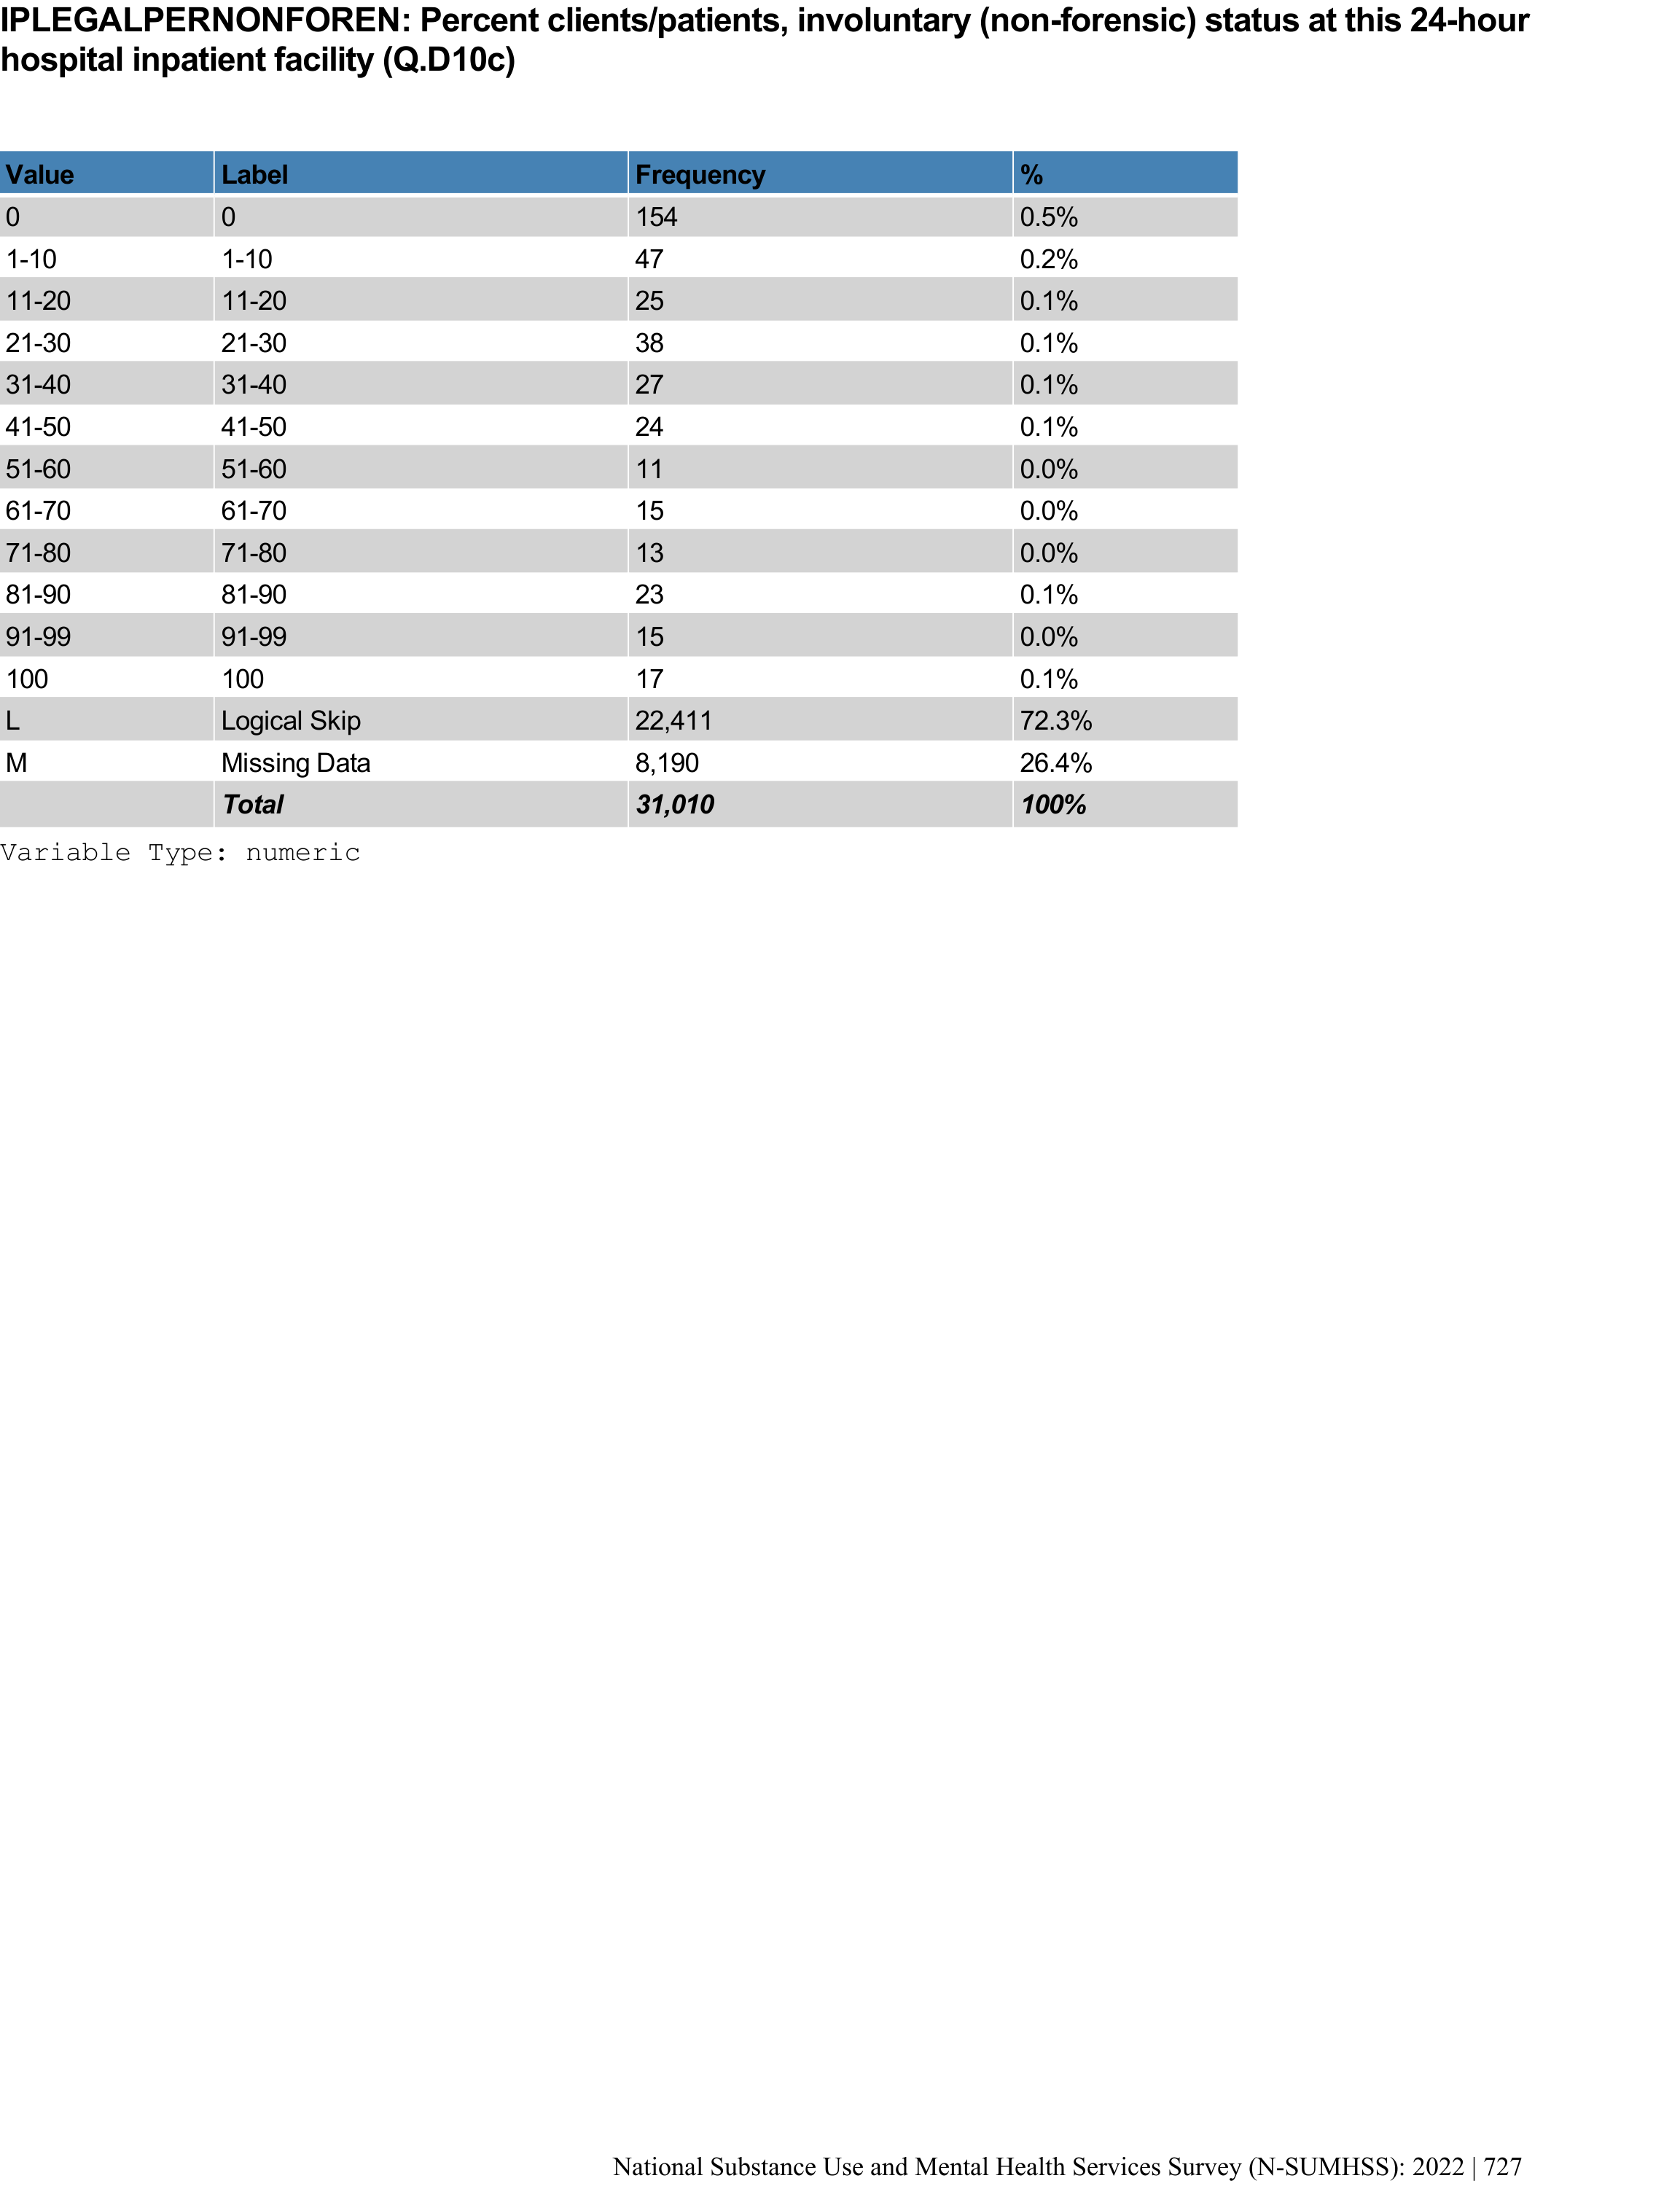 IPLEGALPERNONFOREN: Percent clients/patients, involuntary (non-forensic) status at this 24-hour
hospital inpatient facility (Q.D10c)
Value Label Frequency %
0 0 154 0.5%
1-10 1-10 47 0.2%
11-20 11-20 25 0.1%
21-30 21-30 38 0.1%
31-40 31-40 27 0.1%
41-50 41-50 24 0.1%
51-60 51-60 11 0.0%
61-70 61-70 15 0.0%
71-80 71-80 13 0.0%
81-90 81-90 23 0.1%
91-99 91-99 15 0.0%
100 100 17 0.1%
L Logical Skip 22,411 72.3%
M Missing Data 8,190 26.4%
Total 31,010 100%
Variable Type: numeric
National Substance Use and Mental Health Services Survey (N-SUMHSS): 2022 | 727